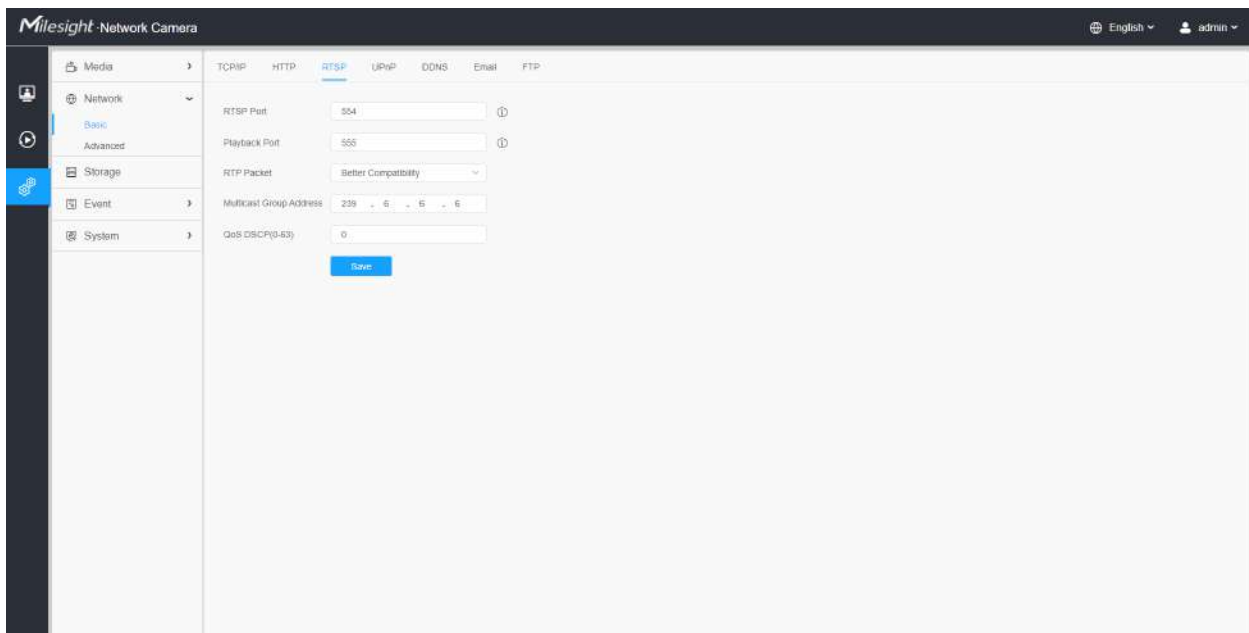 Milesight · Network Camera
English
admin
Media
Network
Basic
Advanced
Storage
Event
System
TCP/IP HTTP RTSP UPnP DDNS Email FTP
RTSP Port 554
Playback Port 555
RTP Packet Better Compatibility
Multicast Group Address 239 . 6 . 6 . 6
QoS DSCP(0-63) 0
Save